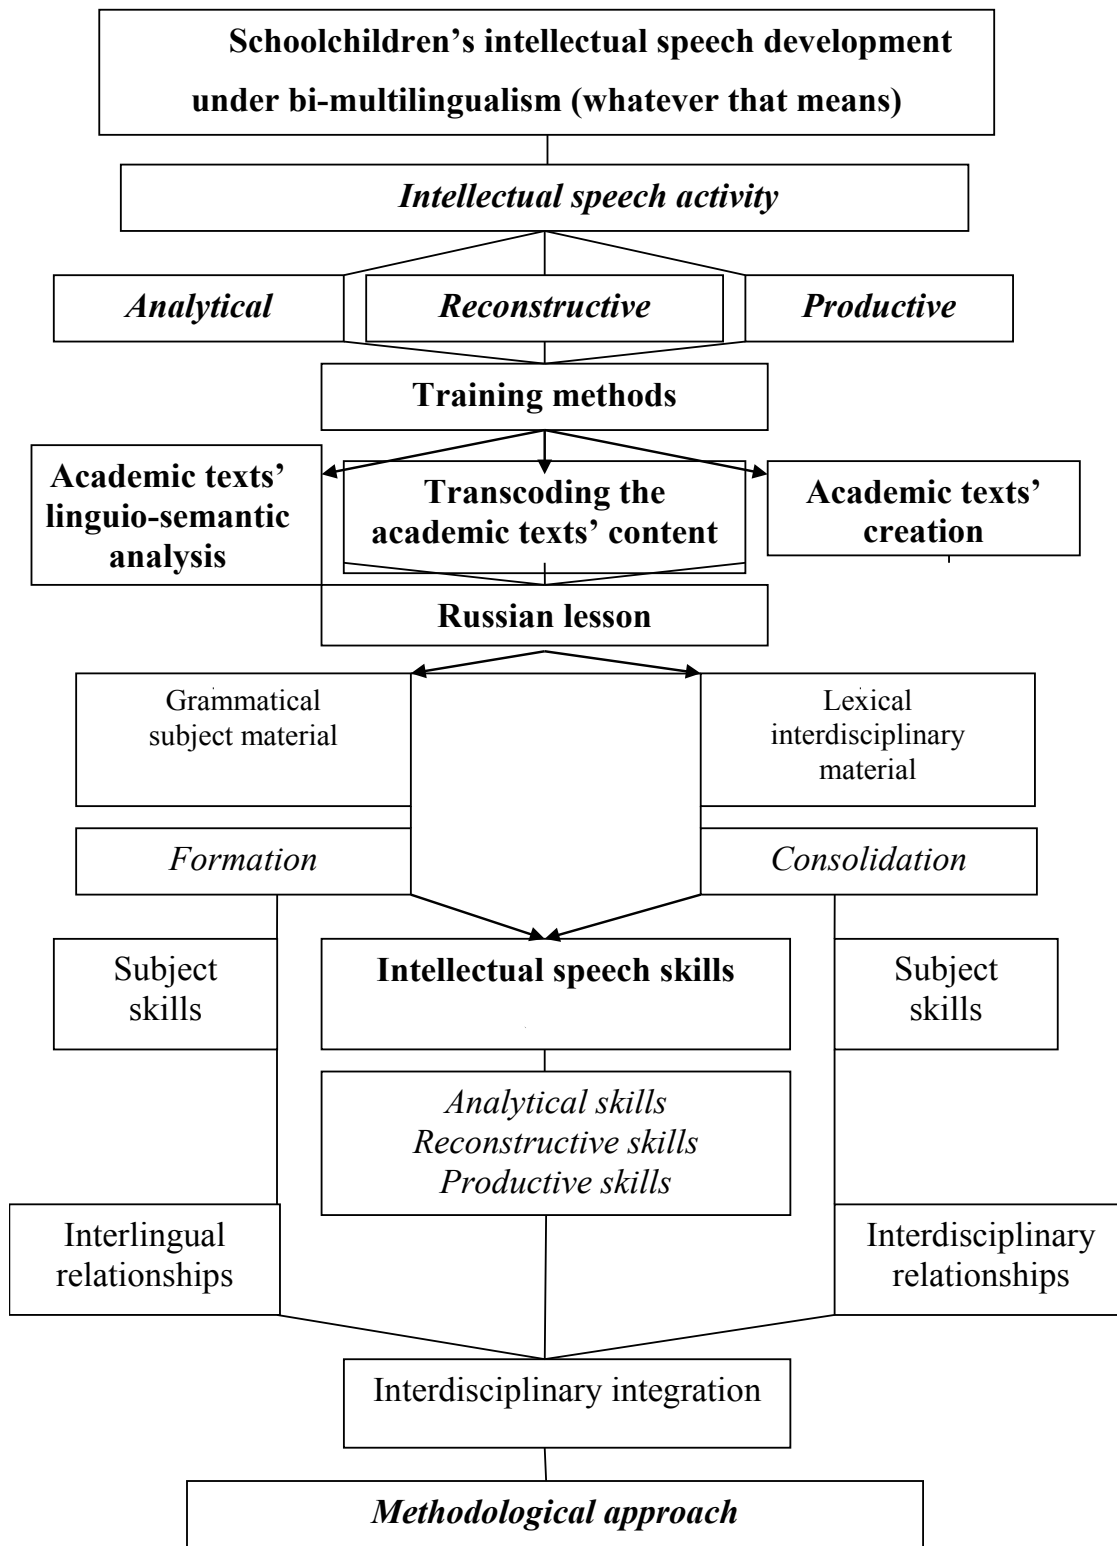 Schoolchildren’s intellectual speech development
under bi-multilingualism (whatever that means)
Intellectual speech activity
Analytical
Reconstructive
Productive
Training methods
Academic texts’
linguio-semantic
analysis
Transcoding the
academic texts’ content
Academic texts’
creation
Russian lesson
Grammatical
subject material
Lexical
interdisciplinary
material
Formation
Consolidation
Subject
skills
Intellectual speech skills
Subject
skills
Analytical skills
Reconstructive skills
Productive skills
Interlingual
relationships
Interdisciplinary
relationships
Interdisciplinary integration
Methodological approach